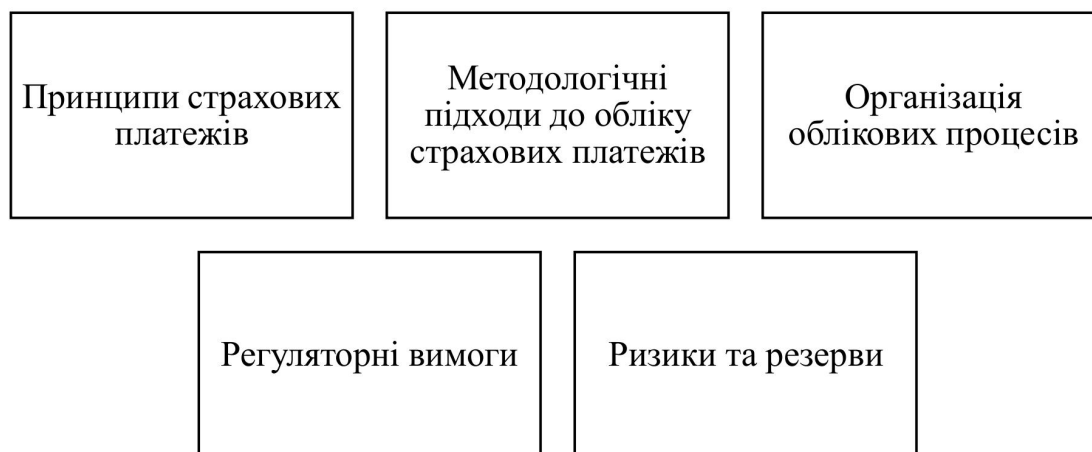 Принципи страхових
платежів
Методологічні
підходи до обліку
страхових платежів
Організація
облікових процесів
Регуляторні вимоги
Ризики та резерви